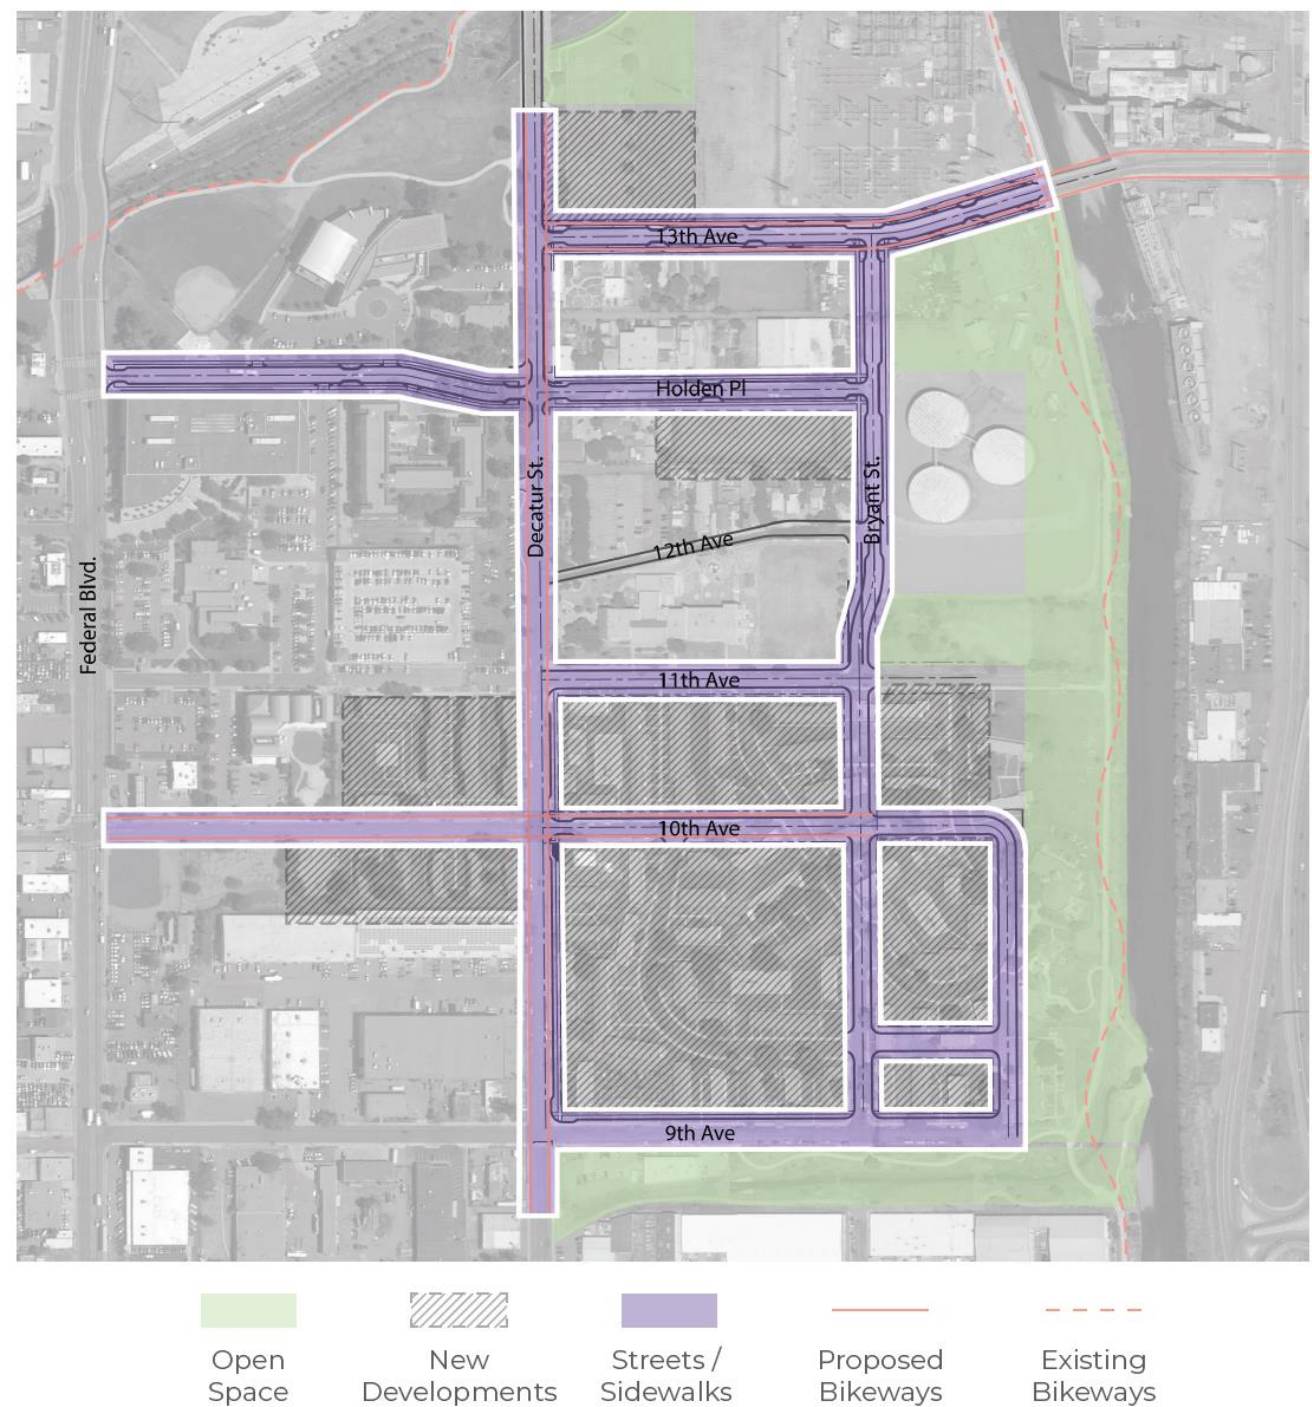 13th Ave
Holden Pl
Decatur St.
Bryant St.
12th Ave
Federal Blvd.
11th Ave
10th Ave
9th Ave
Open
Space
New
Developments
Streets /
Sidewalks
Proposed
Bikeways
Existing
Bikeways